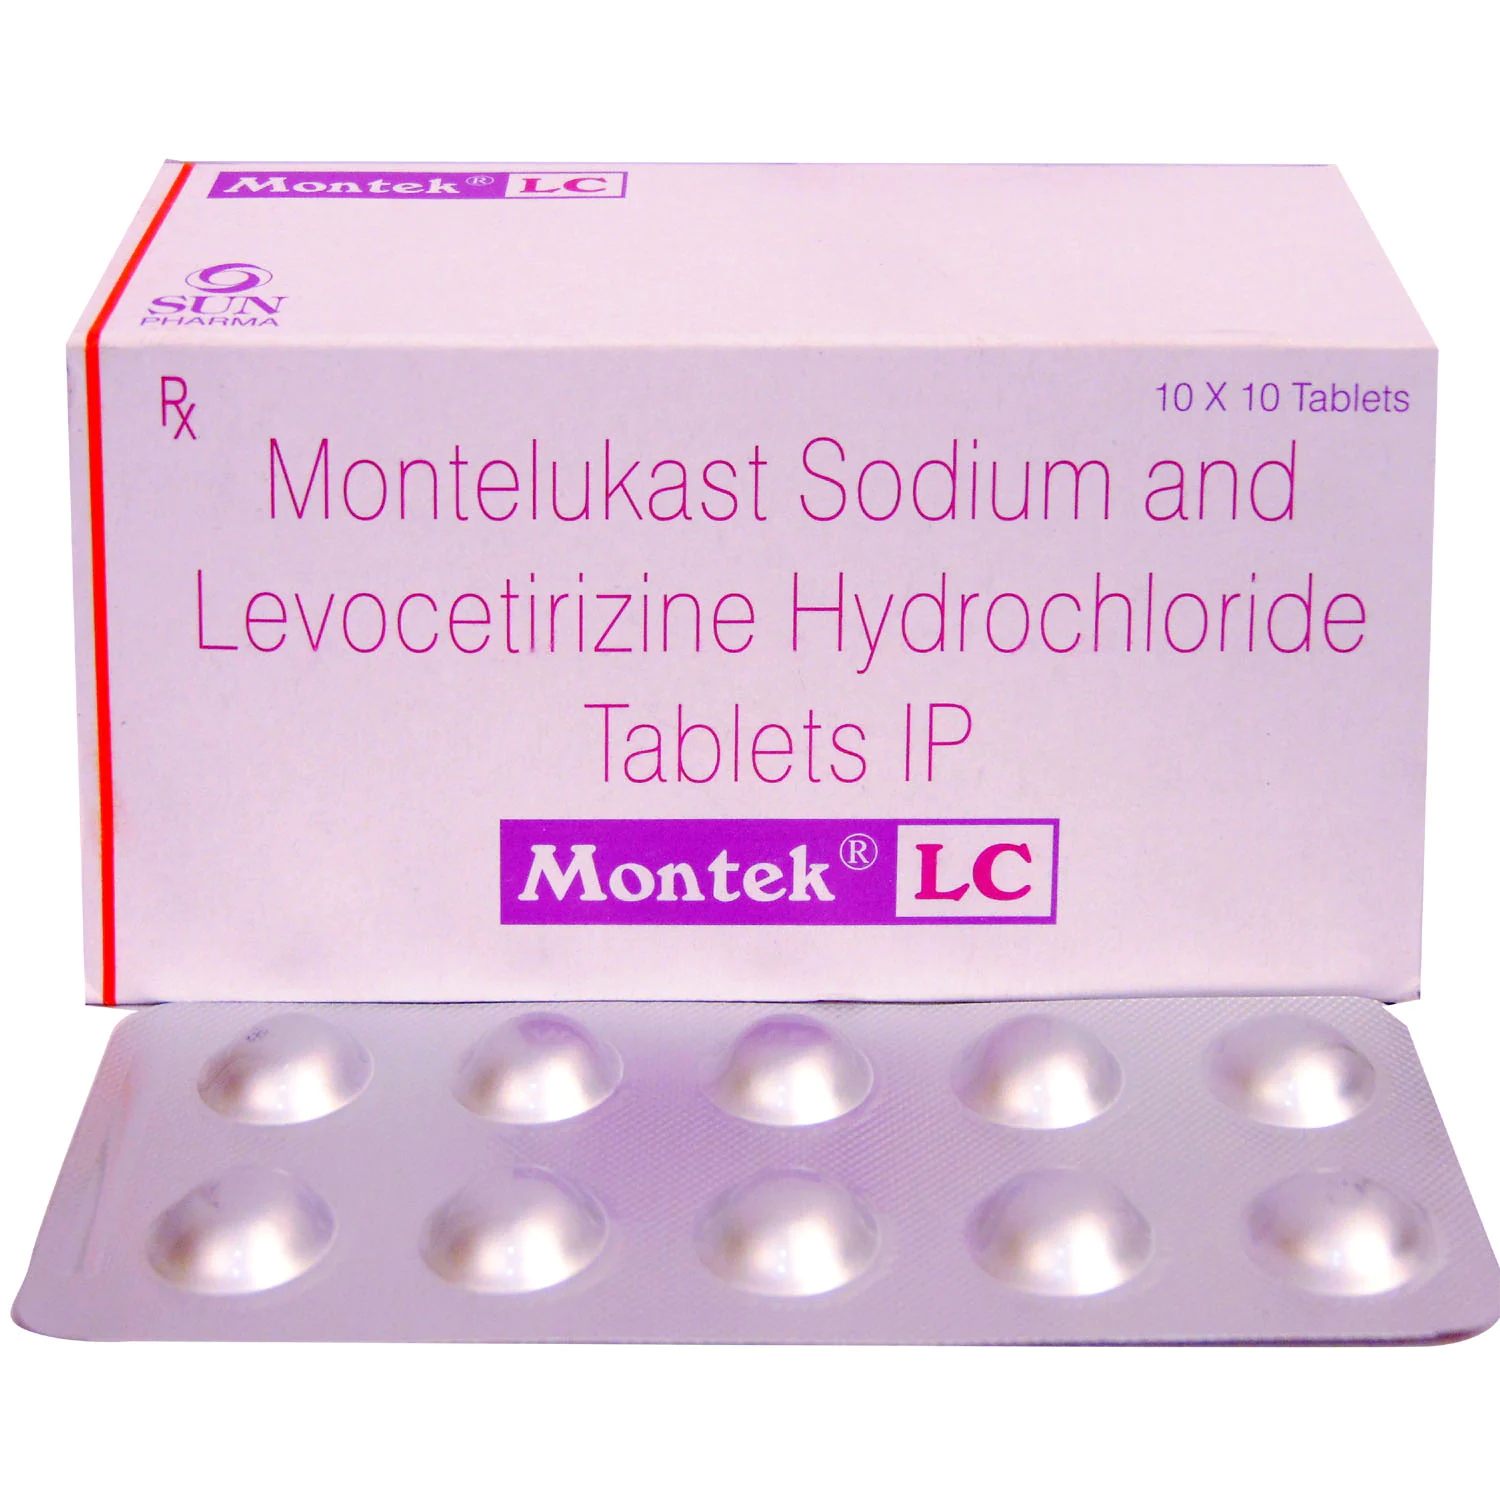 Montek® LC
SUN
PHARMA
Rx
10 X 10 Tablets
Montelukast Sodium and
Levocetirizine Hydrochloride
Tablets IP
Montek® LC